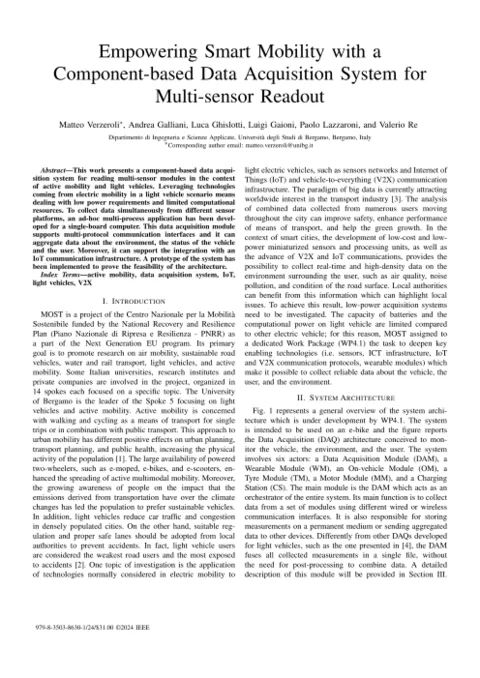 Empowering Smart Mobility with a
Component-based Data Acquisition System for
Multi-sensor Readout
Matteo Verzeroli*, Andrea Galliani, Luca Ghislotti, Luigi Gaioni, Paolo Lazzaroni, and Valerio Re
Dipartimento di Ingegneria e Scienze Applicate, Università degli Studi di Bergamo, Bergamo, Italy
*Corresponding author email: matteo.verzeroli@unibg.it
Abstract—This work presents a component-based data acqui-
sition system for reading multi-sensor modules in the context
of active mobility and light vehicles. Leveraging technologies
coming from electric mobility in a light vehicle scenario means
dealing with low power requirements and limited computational
resources. To collect data simultaneously from different sensor
platforms, an ad-hoc multi-process application has been devel-
oped for a single-board computer. This data acquisition module
supports multi-protocol communication interfaces and it can
aggregate data about the environment, the status of the vehicle
and the user. Moreover, it can support the integration with an
IoT communication infrastructure. A prototype of the system has
been implemented to prove the feasibility of the architecture.
Index Terms—active mobility, data acquisition system, IoT,
light vehicles, V2X
I. INTRODUCTION
MOST is a project of the Centro Nazionale per la Mobilità
Sostenibile funded by the National Recovery and Resilience
Plan (Piano Nazionale di Ripresa e Resilienza - PNRR) as
a part of the Next Generation EU program. Its primary
goal is to promote research on air mobility, sustainable road
vehicles, water and rail transport, light vehicles, and active
mobility. Some Italian universities, research institutes and
private companies are involved in the project, organized in
14 spokes each focused on a specific topic. The University
of Bergamo is the leader of the Spoke 5 focusing on light
vehicles and active mobility. Active mobility is concerned
with walking and cycling as a means of transport for single
trips or in combination with public transport. This approach to
urban mobility has different positive effects on urban planning,
transport planning, and public health, increasing the physical
activity of the population [1]. The large availability of powered
two-wheelers, such as e-moped, e-bikes, and e-scooters, en-
hanced the spreading of active multimodal mobility. Moreover,
the growing awareness of people on the impact that the
emissions derived from transportation have over the climate
changes has led the population to prefer sustainable vehicles.
In addition, light vehicles reduce car traffic and congestion
in densely populated cities. On the other hand, suitable reg-
ulation and proper safe lanes should be adopted from local
authorities to prevent accidents. In fact, light vehicle users
are considered the weakest road users and the most exposed
to accidents [2]. One topic of investigation is the application
of technologies normally considered in electric mobility to
light electric vehicles, such as sensors networks and Internet of
Things (IoT) and vehicle-to-everything (V2X) communication
infrastructure. The paradigm of big data is currently attracting
worldwide interest in the transport industry [3]. The analysis
of combined data collected from numerous users moving
throughout the city can improve safety, enhance performance
of means of transport, and help the green growth. In the
context of smart cities, the development of low-cost and low-
power miniaturized sensors and processing units, as well as
the advance of V2X and IoT communications, provides the
possibility to collect real-time and high-density data on the
environment surrounding the user, such as air quality, noise
pollution, and condition of the road surface. Local authorities
can benefit from this information which can highlight local
issues. To achieve this result, low-power acquisition systems
need to be investigated. The capacity of batteries and the
computational power on light vehicle are limited compared
to other electric vehicle; for this reason, MOST assigned to
a dedicated Work Package (WP4.1) the task to deepen key
enabling technologies (i.e. sensors, ICT infrastructure, IoT
and V2X communication protocols, wearable modules) which
make it possible to collect reliable data about the vehicle, the
user, and the environment.
II. SYSTEM ARCHITECTURE
Fig. 1 represents a general overview of the system archi-
tecture which is under development by WP4.1. The system
is intended to be used on an e-bike and the figure reports
the Data Acquisition (DAQ) architecture conceived to mon-
itor the vehicle, the environment, and the user. The system
involves six actors: a Data Acquisition Module (DAM), a
Wearable Module (WM), an On-vehicle Module (OM), a
Tyre Module (TM), a Motor Module (MM), and a Charging
Station (CS). The main module is the DAM which acts as an
orchestrator of the entire system. Its main function is to collect
data from a set of modules using different wired or wireless
communication interfaces. It is also responsible for storing
measurements on a permanent medium or sending aggregated
data to other devices. Differently from other DAQs developed
for light vehicles, such as the one presented in [4], the DAM
fuses all collected measurements in a single file, without
the need for post-processing to combine data. A detailed
description of this module will be provided in Section III.
979-8-3503-8630-1/24/$31.00 ©2024 IEEE